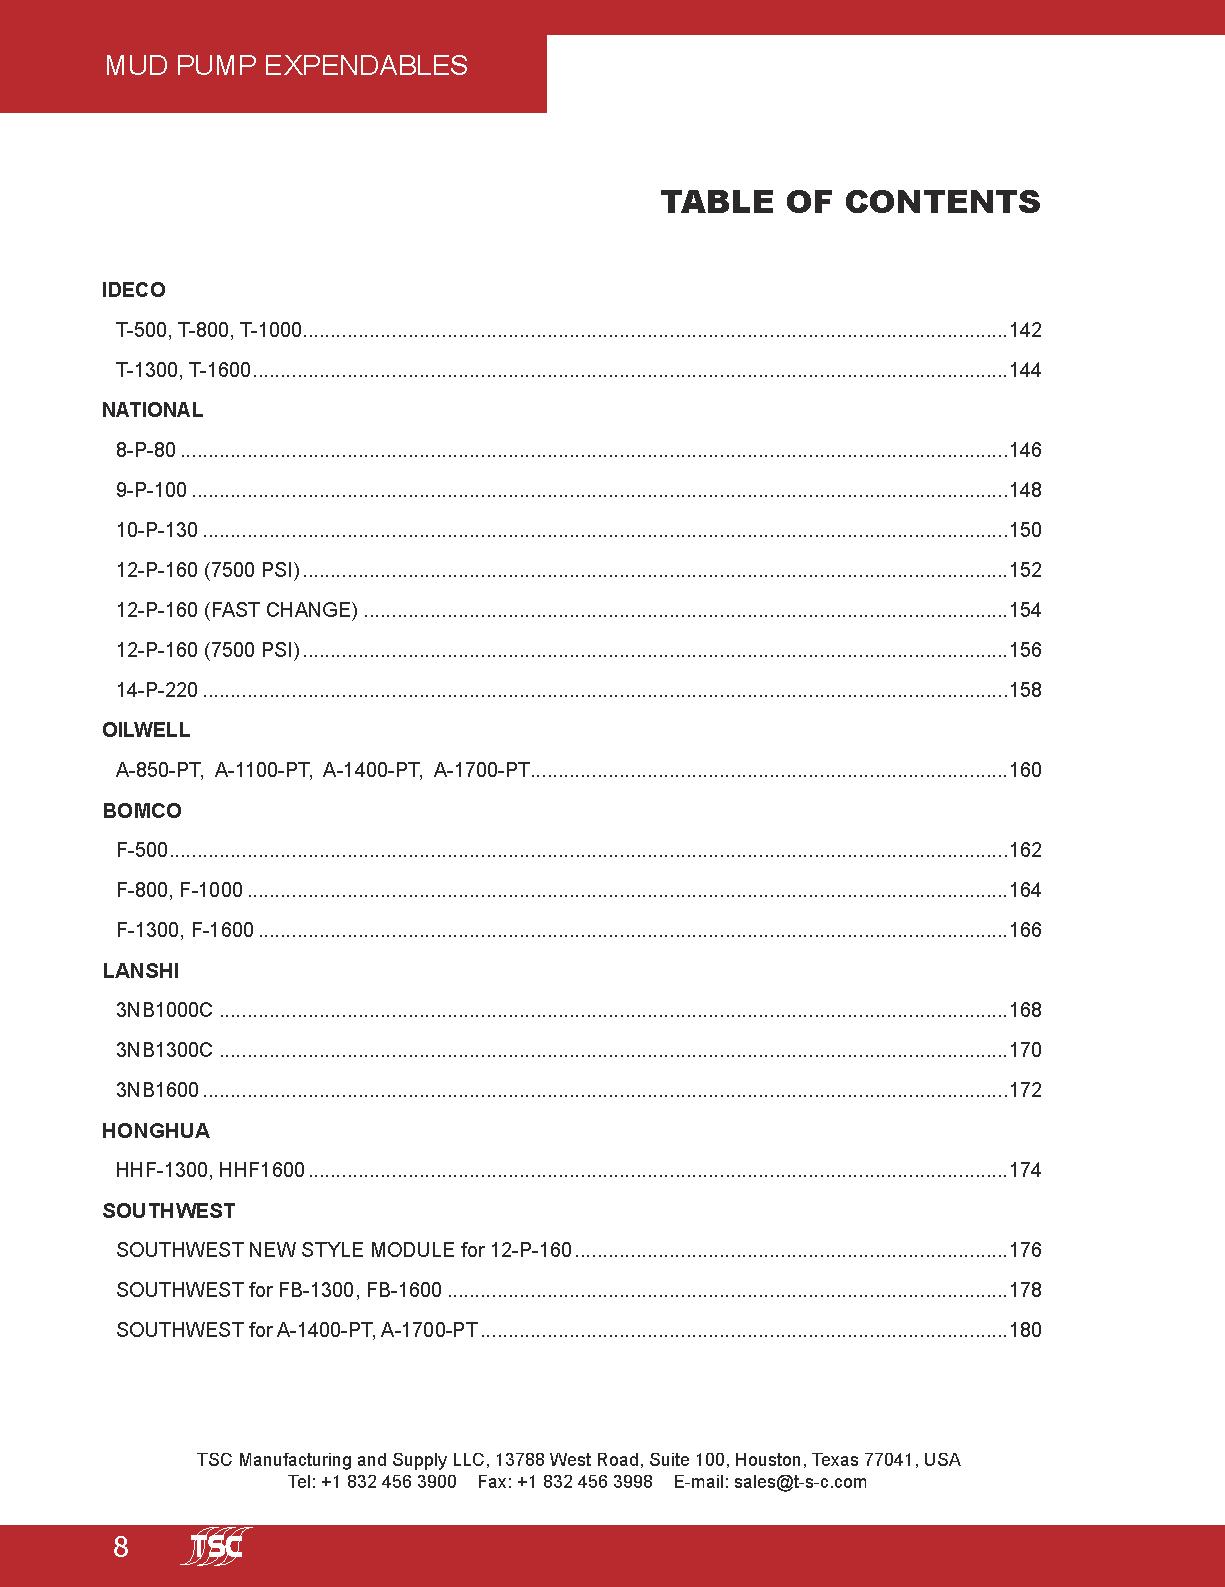 MUD PUMP EXPENDABLES
TABLE OF CONTENTS
IDECO
T-500, T-800, T-1000................................................................................................................................142
T-1300, T-1600.........................................................................................................................................144
NATIONAL
8-P-80 ......................................................................................................................................................146
9-P-100 ....................................................................................................................................................148
10-P-130 ..................................................................................................................................................150
12-P-160 (7500 PSI)................................................................................................................................152
12-P-160 (FAST CHANGE) .....................................................................................................................154
12-P-160 (7500 PSI)................................................................................................................................156
14-P-220 ..................................................................................................................................................158
OILWELL
A-850-PT, A-1100-PT, A-1400-PT, A-1700-PT......................................................................................160
BOMCO
F-500........................................................................................................................................................162
F-800, F-1000 ..........................................................................................................................................164
F-1300, F-1600 ........................................................................................................................................166
LANSHI
3NB1000C ...............................................................................................................................................168
3NB1300C ...............................................................................................................................................170
3NB1600 ..................................................................................................................................................172
HONGHUA
HHF-1300, HHF1600...............................................................................................................................174
SOUTHWEST
SOUTHWEST NEW STYLE MODULE for 12-P-160..............................................................................176
SOUTHWEST for FB-1300, FB-1600 .....................................................................................................178
SOUTHWEST for A-1400-PT, A-1700-PT...............................................................................................180
TSC Manufacturing and Supply LLC, 13788 West Road, Suite 100, Houston, Texas 77041, USA
Tel: +1 832 456 3900 Fax: +1 832 456 3998 E-mail: sales@t-s-c.com
8 TSC